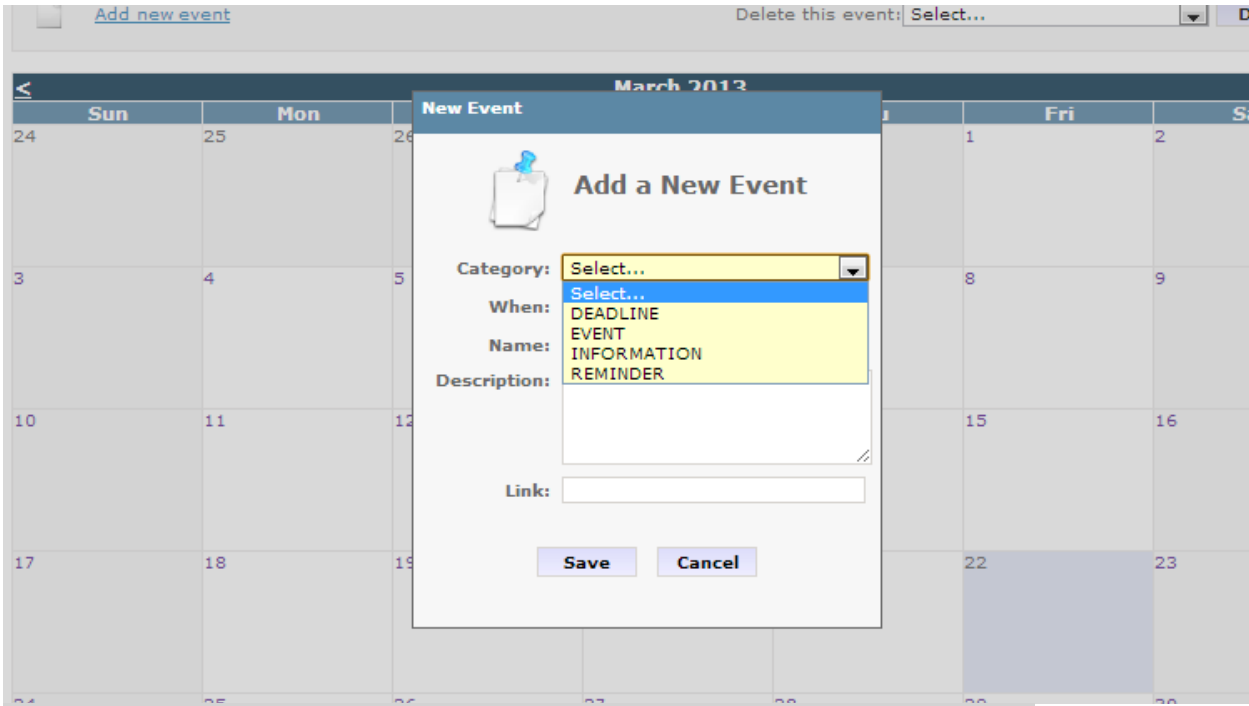 Add new event Delete this event: Select...
< March 2013
Sun Mon Fri
New Event
24 25 1 2
Add a New Event
Category: Select...
3 4 5 8 9
Select...
When: DEADLINE
EVENT
Name: INFORMATION
REMINDER
Description:
10 11 12 15 16
Link:
Save Cancel
17 18 19 22 23